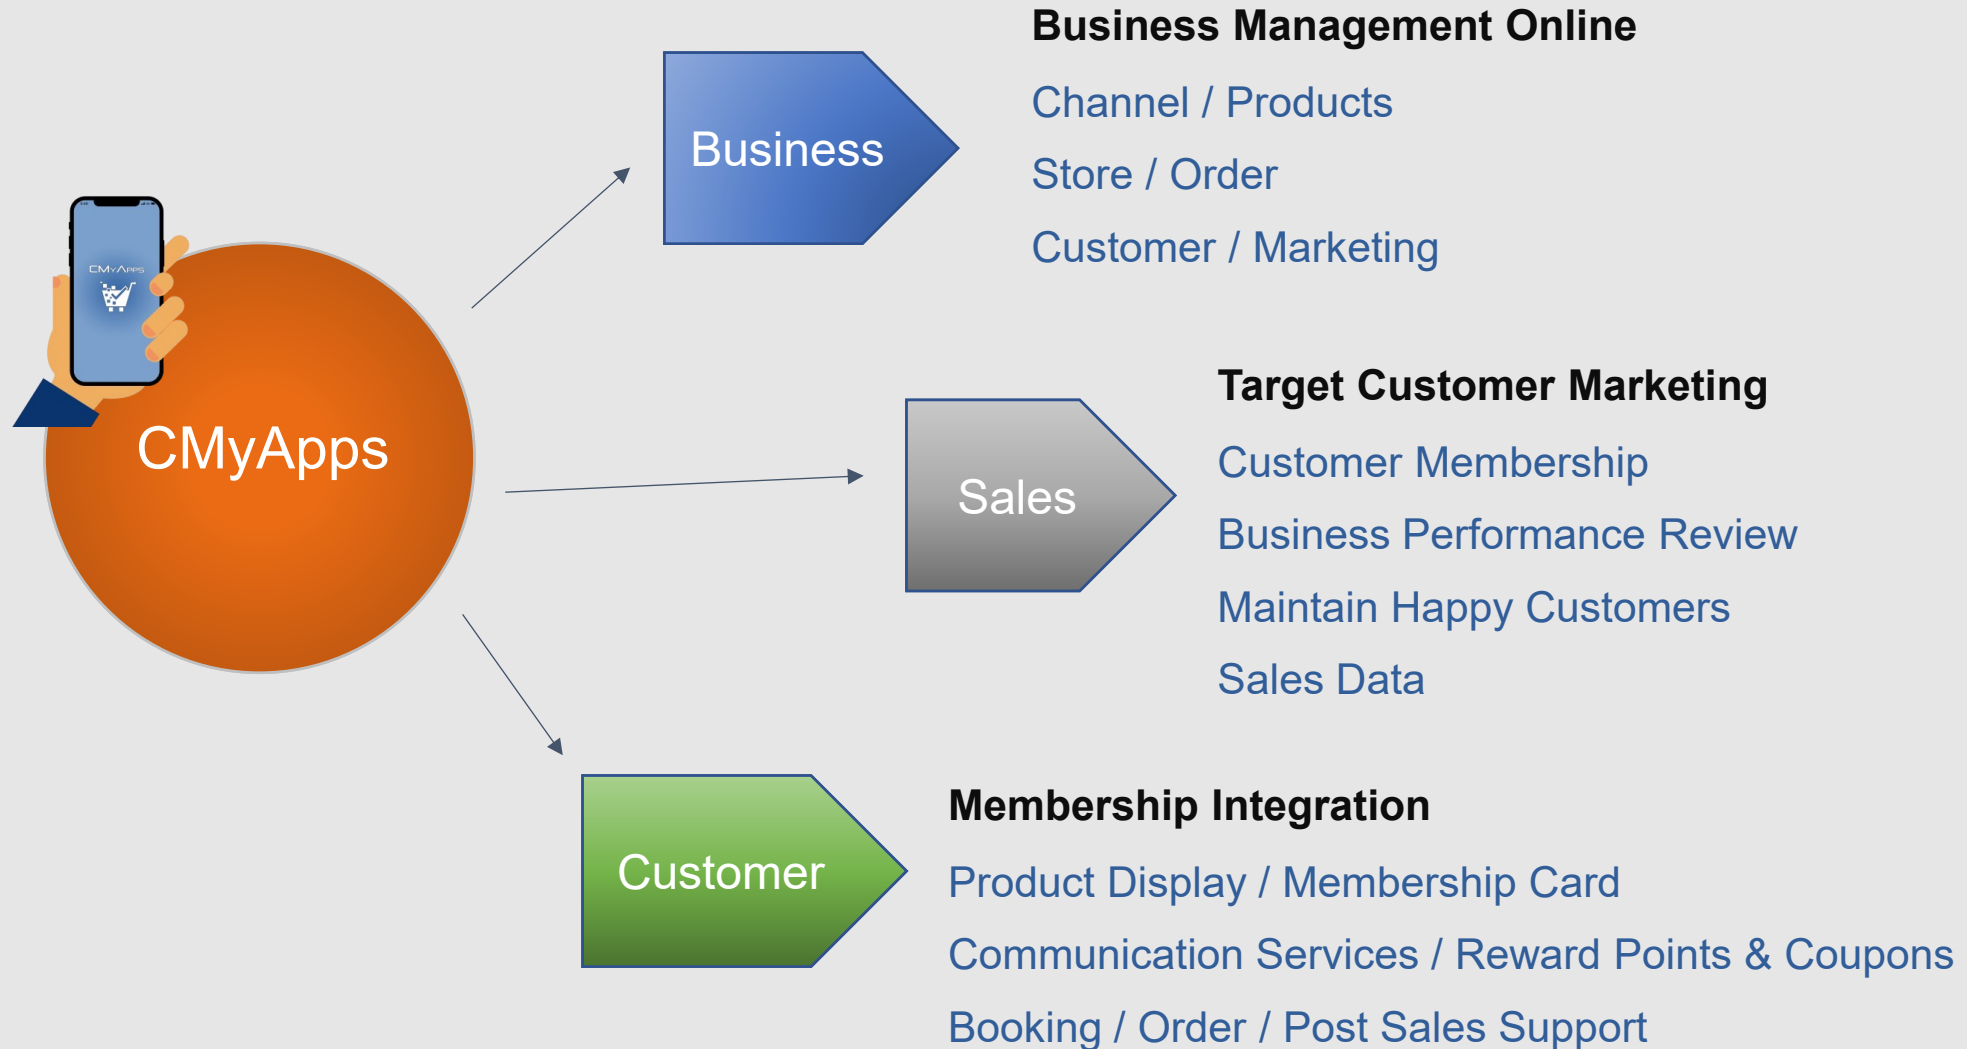 Business Management Online
Business
Channel / Products
Store / Order
Customer / Marketing
CMyApps
CMyApps
Target Customer Marketing
Sales
Customer Membership
Business Performance Review
Maintain Happy Customers
Sales Data
Membership Integration
Customer
Product Display / Membership Card
Communication Services / Reward Points & Coupons
Booking / Order / Post Sales Support